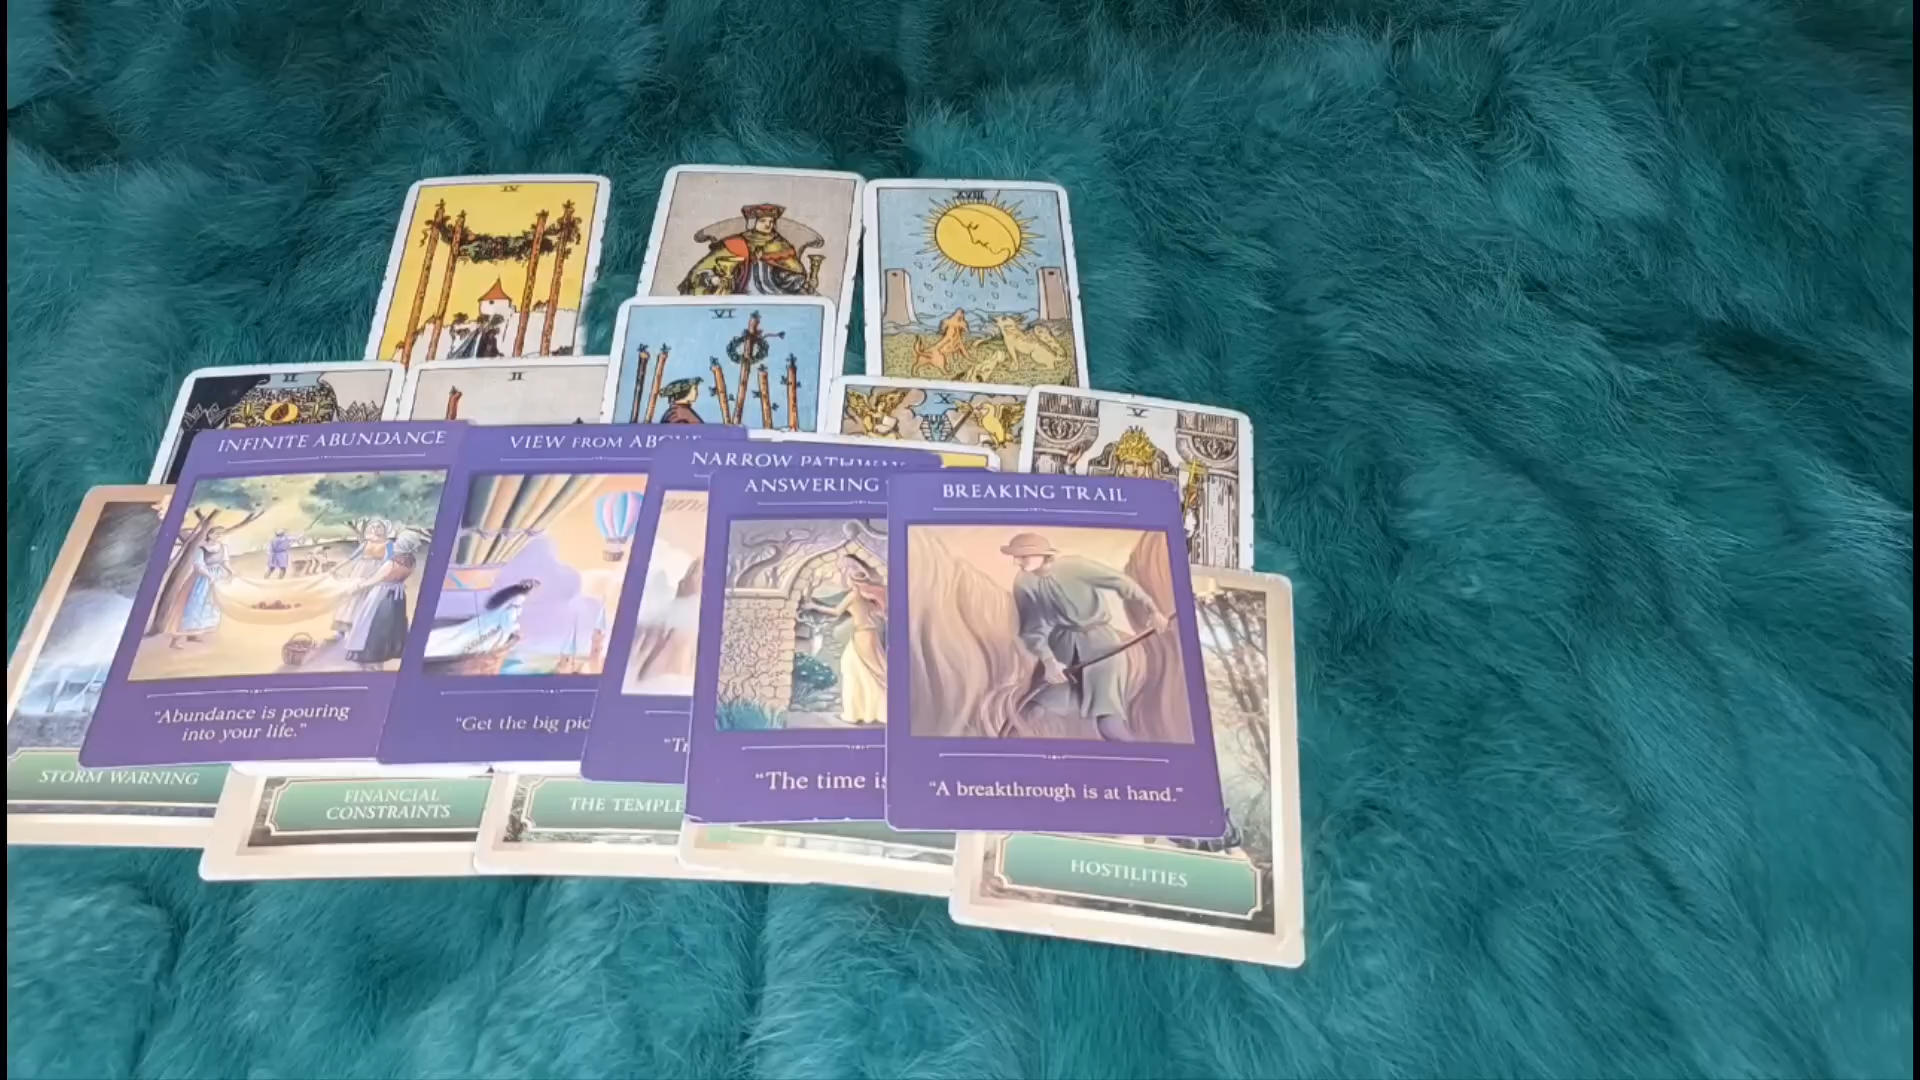 IV
XVIII
VI
II
II
X
V
INFINITE ABUNDANCE
VIEW FROM ABOVE
NARROW PATHWAY
ANSWERING
BREAKING TRAIL
"Abundance is pouring
into your life."
"Get the big pic
"Tr
"The time is
"A breakthrough is at hand."
STORM WARNING
FINANCIAL
CONSTRAINTS
THE TEMPLE
HOSTILITIES